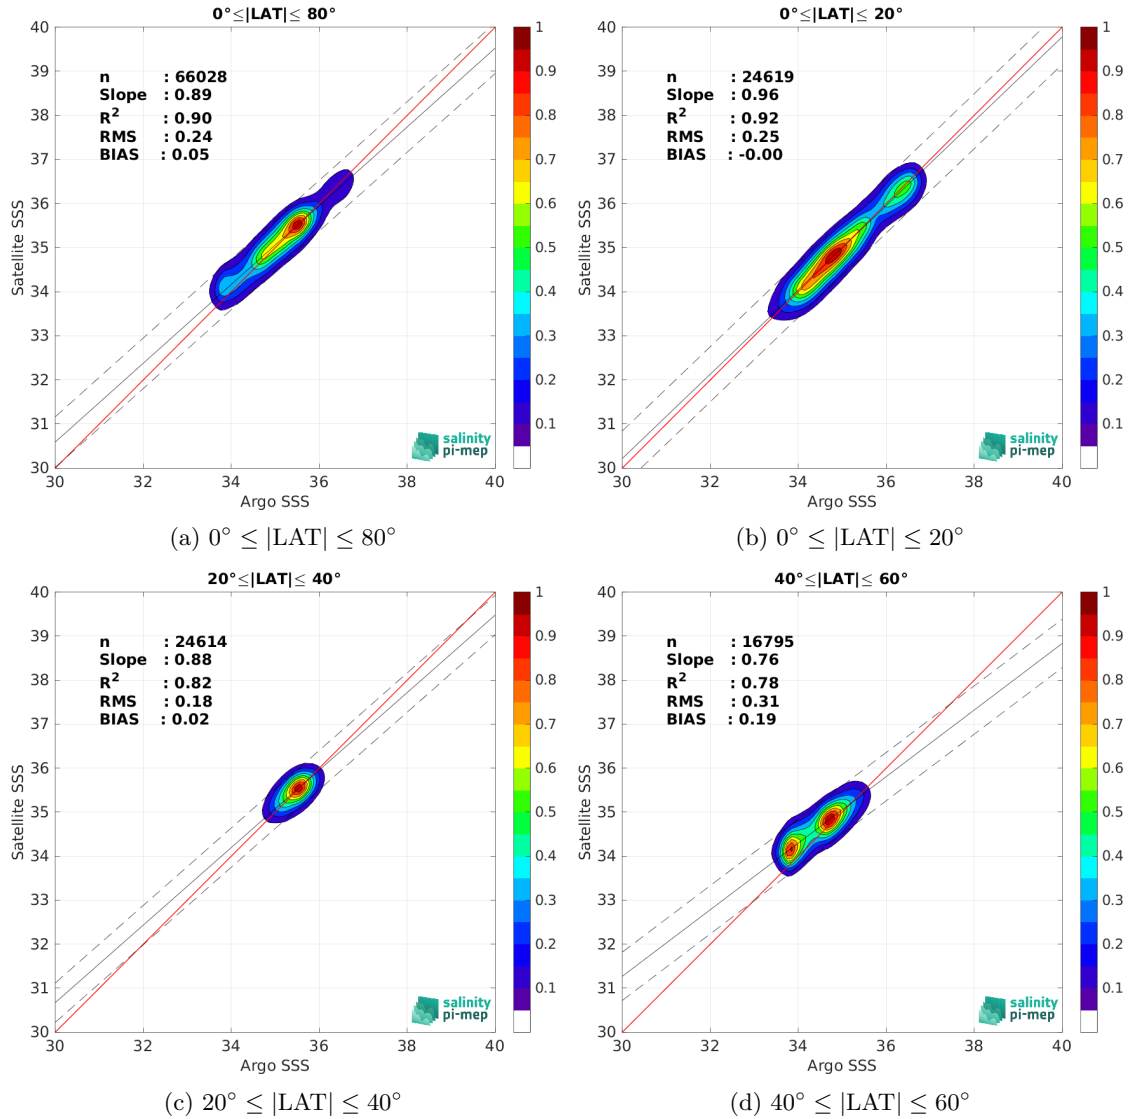 0°≤|LAT|≤ 80°
40
39
38
37
36
35
34
33
32
31
30
Satellite SSS
n : 66028
Slope : 0.89
R² : 0.90
RMS : 0.24
BIAS : 0.05
salinity
pi-mep
30 32 34 36 38 40
Argo SSS
1
0.9
0.8
0.7
0.6
0.5
0.4
0.3
0.2
0.1
(a) 0° ≤ |LAT| ≤ 80°
0°≤|LAT|≤ 20°
40
39
38
37
36
35
34
33
32
31
30
Satellite SSS
n : 24619
Slope : 0.96
R² : 0.92
RMS : 0.25
BIAS : -0.00
salinity
pi-mep
30 32 34 36 38 40
Argo SSS
1
0.9
0.8
0.7
0.6
0.5
0.4
0.3
0.2
0.1
(b) 0° ≤ |LAT| ≤ 20°
20°≤|LAT|≤ 40°
40
39
38
37
36
35
34
33
32
31
30
Satellite SSS
n : 24614
Slope : 0.88
R² : 0.82
RMS : 0.18
BIAS : 0.02
salinity
pi-mep
30 32 34 36 38 40
Argo SSS
1
0.9
0.8
0.7
0.6
0.5
0.4
0.3
0.2
0.1
(c) 20° ≤ |LAT| ≤ 40°
40°≤|LAT|≤ 60°
40
39
38
37
36
35
34
33
32
31
30
Satellite SSS
n : 16795
Slope : 0.76
R² : 0.78
RMS : 0.31
BIAS : 0.19
salinity
pi-mep
30 32 34 36 38 40
Argo SSS
1
0.9
0.8
0.7
0.6
0.5
0.4
0.3
0.2
0.1
(d) 40° ≤ |LAT| ≤ 60°